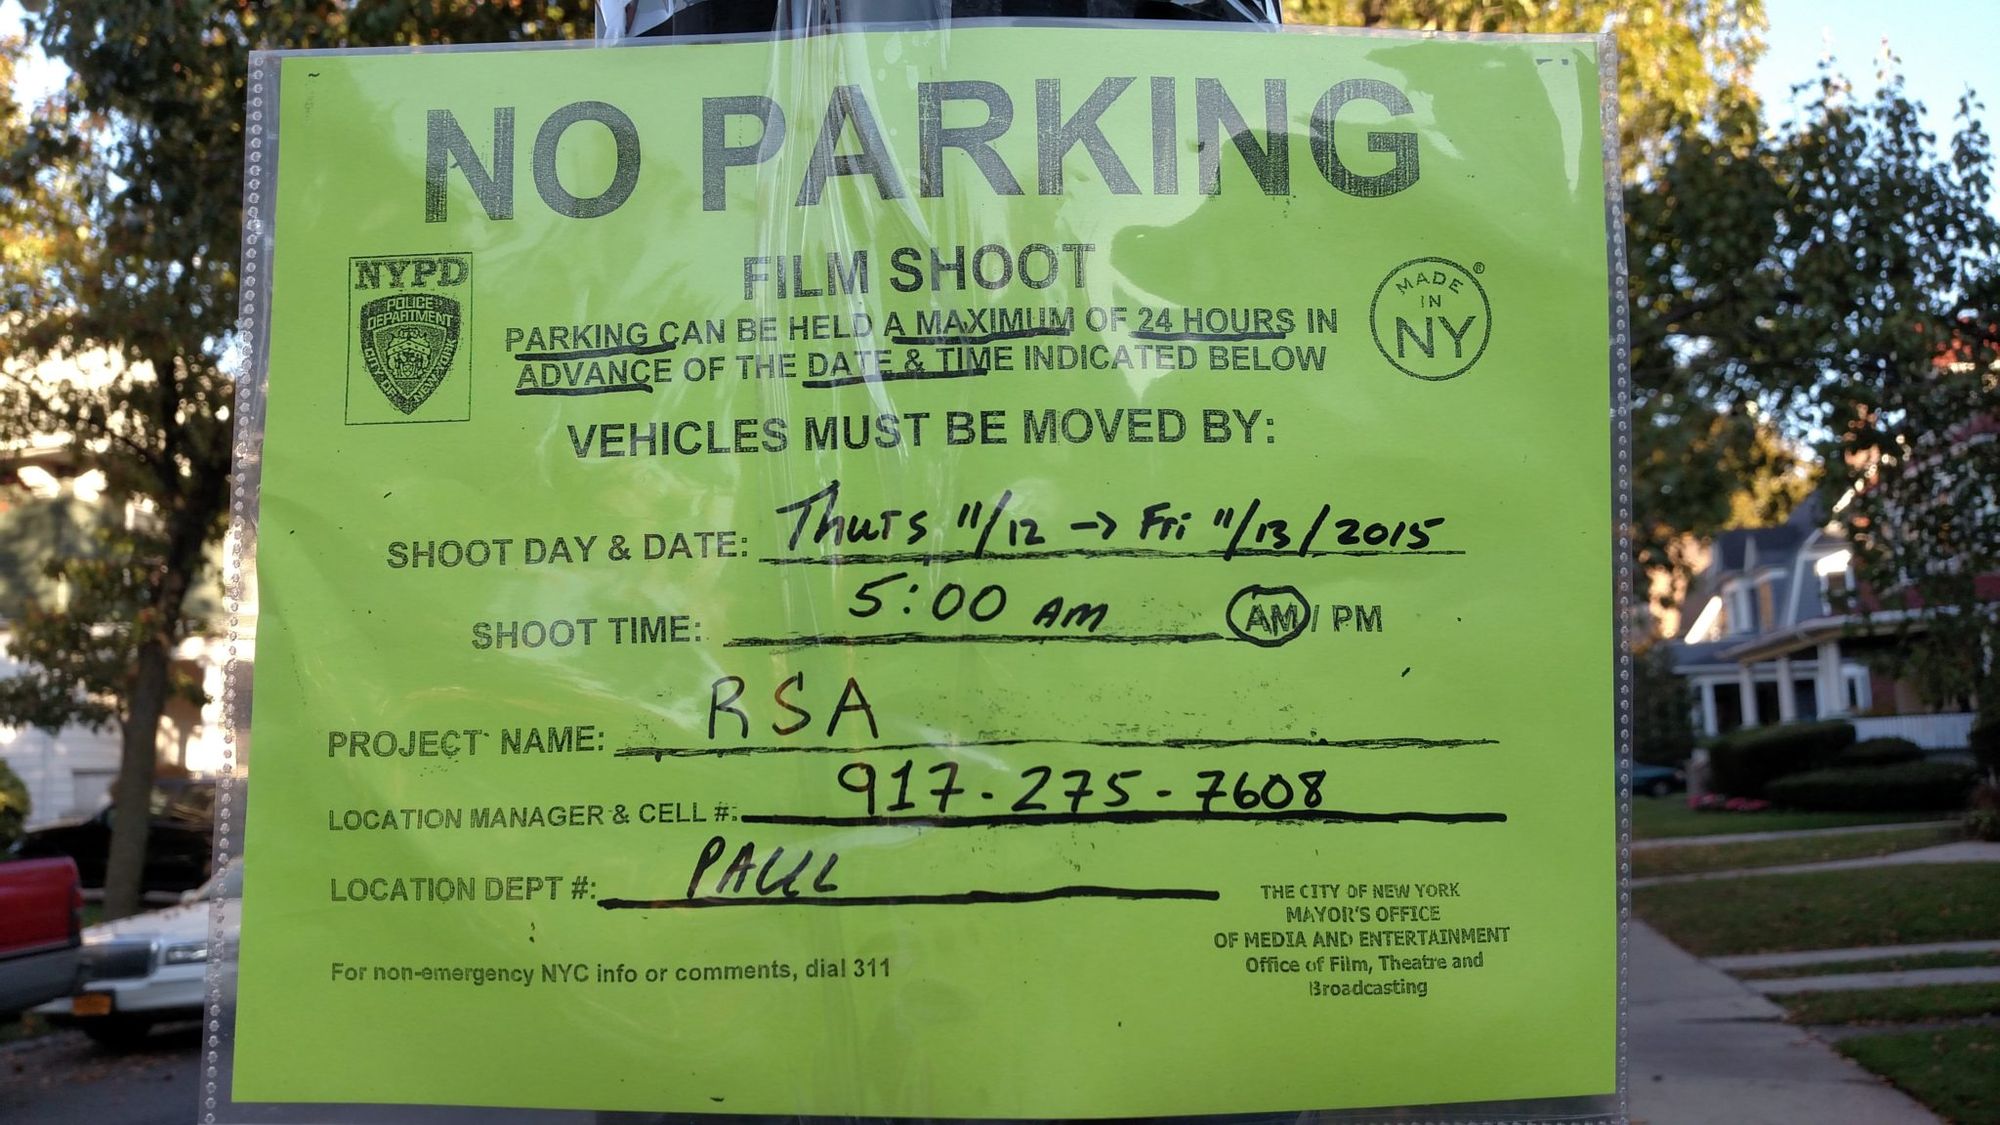 NO PARKING
FILM SHOOT
NYPD
POLICE
DEPARTMENT
CITY OF NEW YORK
MADE
IN
NY®
PARKING CAN BE HELD A MAXIMUM OF 24 HOURS IN
ADVANCE OF THE DATE & TIME INDICATED BELOW
VEHICLES MUST BE MOVED BY:
SHOOT DAY & DATE: Thurs 11/12 → Fri 11/13/2015
SHOOT TIME: 5:00 AM AM / PM
PROJECT NAME: RSA
LOCATION MANAGER & CELL #: 917-275-7608
LOCATION DEPT #: PAUL
For non-emergency NYC info or comments, dial 311
THE CITY OF NEW YORK
MAYOR'S OFFICE
OF MEDIA AND ENTERTAINMENT
Office of Film, Theatre and
Broadcasting